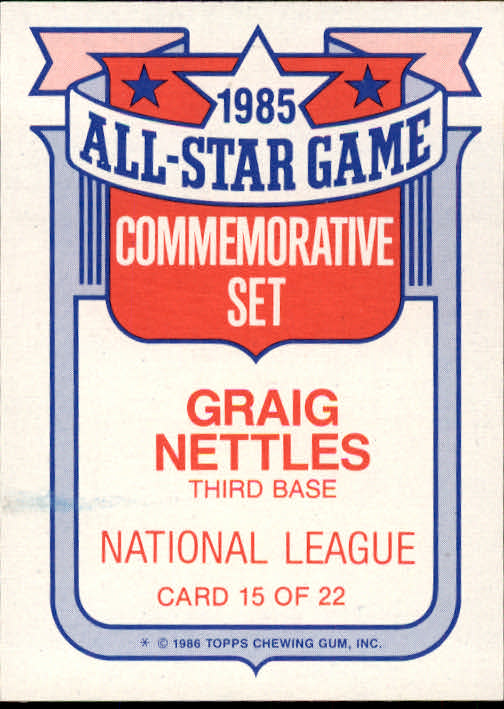 1985
ALL-STAR GAME
COMMEMORATIVE
SET
GRAIG
NETTLES
THIRD BASE
NATIONAL LEAGUE
CARD 15 OF 22
* © 1986 TOPPS CHEWING GUM, INC.